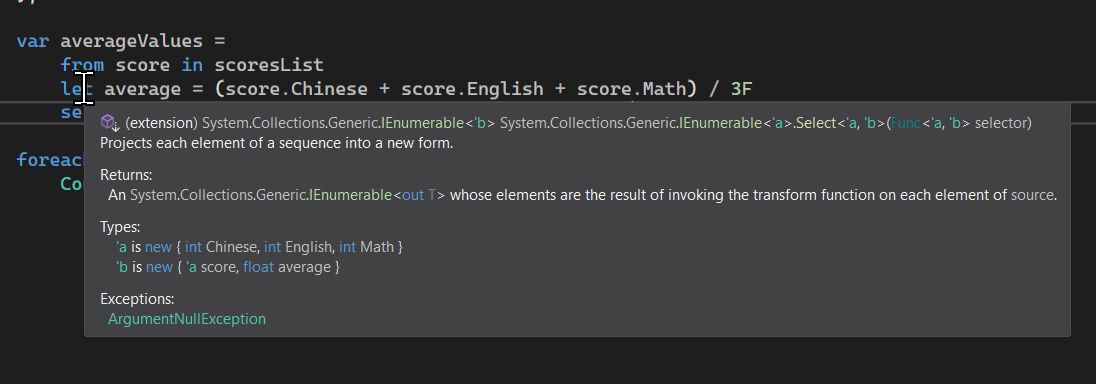 var averageValues =
from score in scoresList
let average = (score.Chinese + score.English + score.Math) / 3F
se
(extension) System.Collections.Generic.IEnumerable<'b> System.Collections.Generic.IEnumerable<'a>.Select<'a, 'b>(Func<'a, 'b> selector)
Projects each element of a sequence into a new form.
Returns:
An System.Collections.Generic.IEnumerable<out T> whose elements are the result of invoking the transform function on each element of source.
foreac
Co
Types:
'a is new { int Chinese, int English, int Math }
'b is new { 'a score, float average }
Exceptions:
ArgumentNullException